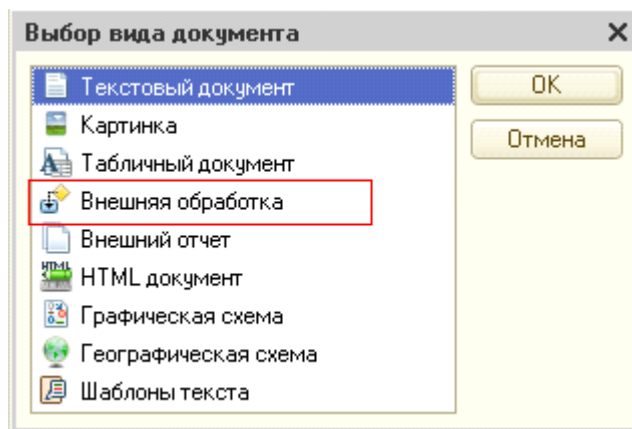 Выбор вида документа
Текстовый документ
OK
Картинка
Отмена
Табличный документ
Внешняя обработка
Внешний отчет
HTML документ
Графическая схема
Географическая схема
Шаблоны текста